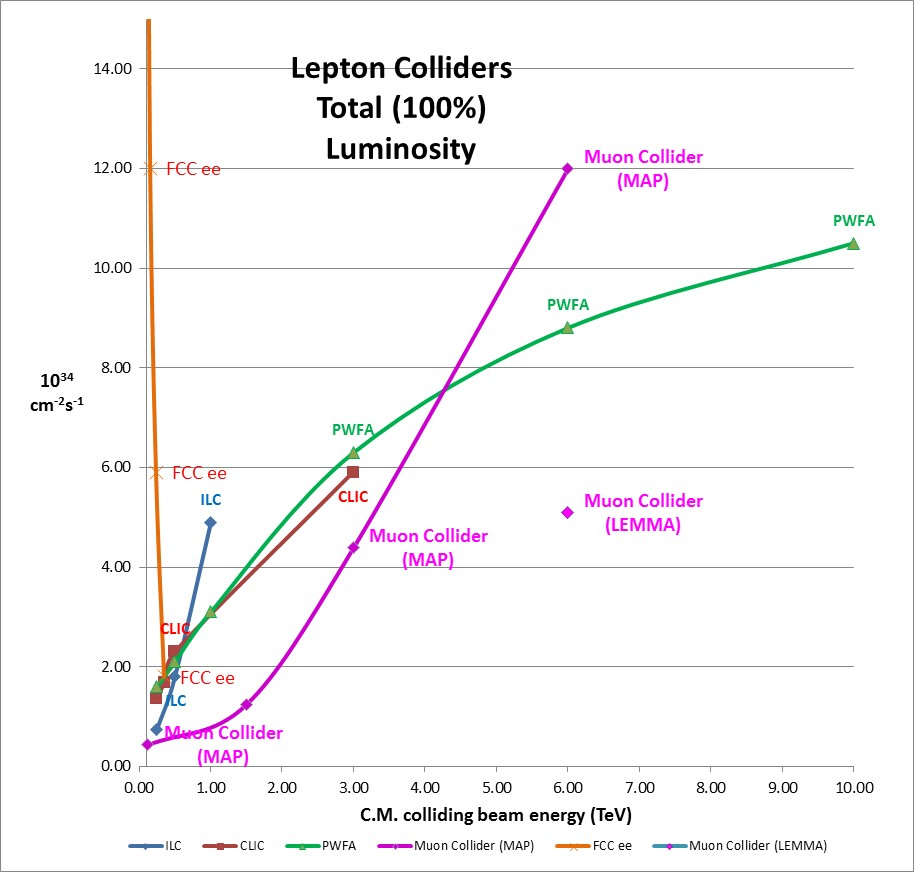 Lepton Colliders
Total (100%)
Luminosity
14.00
12.00
10.00
8.00
6.00
4.00
2.00
0.00
10³⁴
cm⁻²s⁻¹
FCC ee
FCC ee
FCC ee
ILC
ILC
CLIC
CLIC
PWFA
PWFA
PWFA
Muon Collider
(MAP)
Muon Collider
(MAP)
Muon Collider
(LEMMA)
Muon Collider
(MAP)
0.00 1.00 2.00 3.00 4.00 5.00 6.00 7.00 8.00 9.00 10.00
C.M. colliding beam energy (TeV)
ILC CLIC PWFA Muon Collider (MAP) FCC ee Muon Collider (LEMMA)